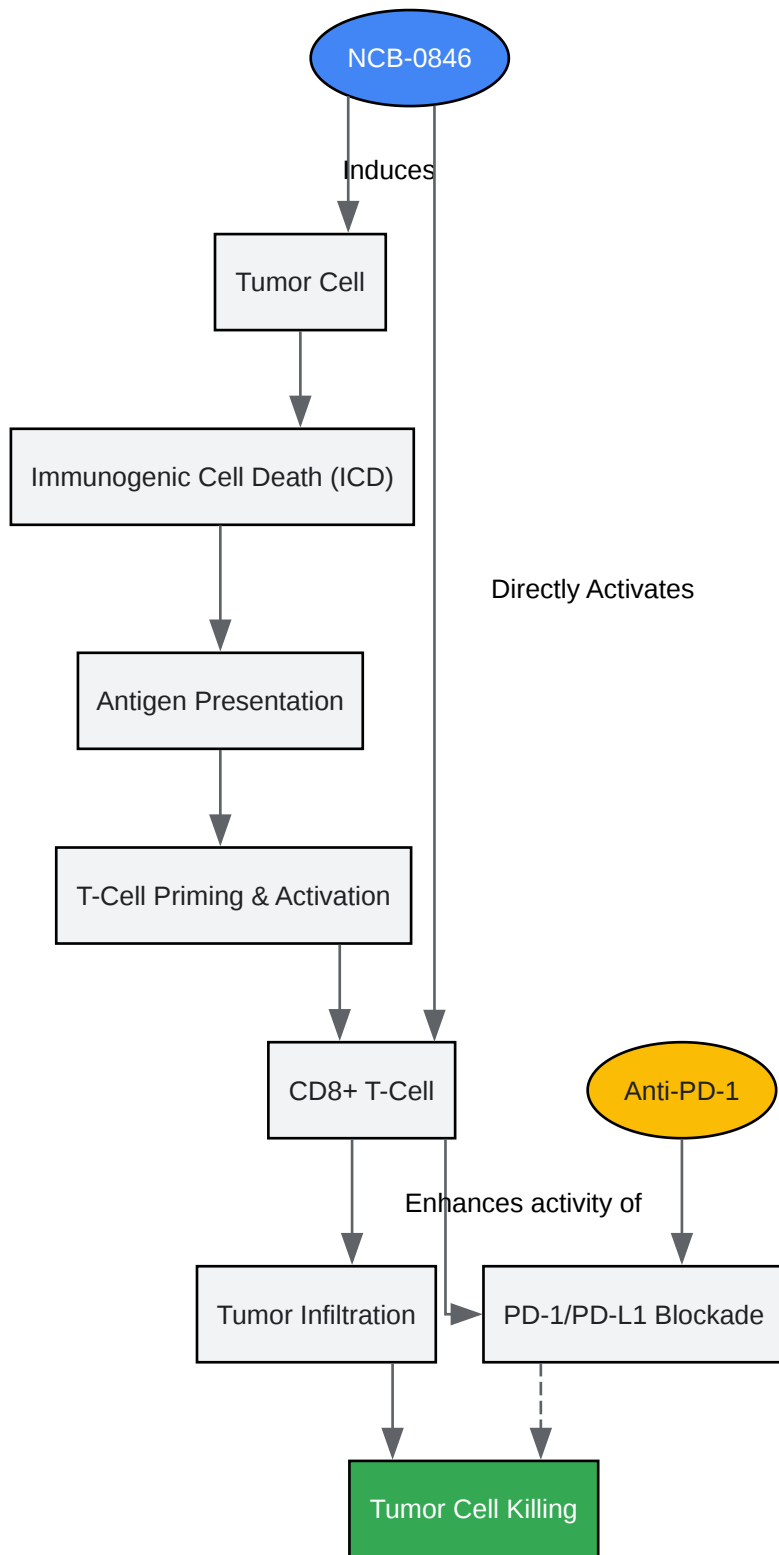 NCB-0846
Induces
Tumor Cell
Immunogenic Cell Death (ICD)
Directly Activates
Antigen Presentation
T-Cell Priming & Activation
CD8+ T-Cell
Anti-PD-1
Enhances activity of
Tumor Infiltration
PD-1/PD-L1 Blockade
Tumor Cell Killing